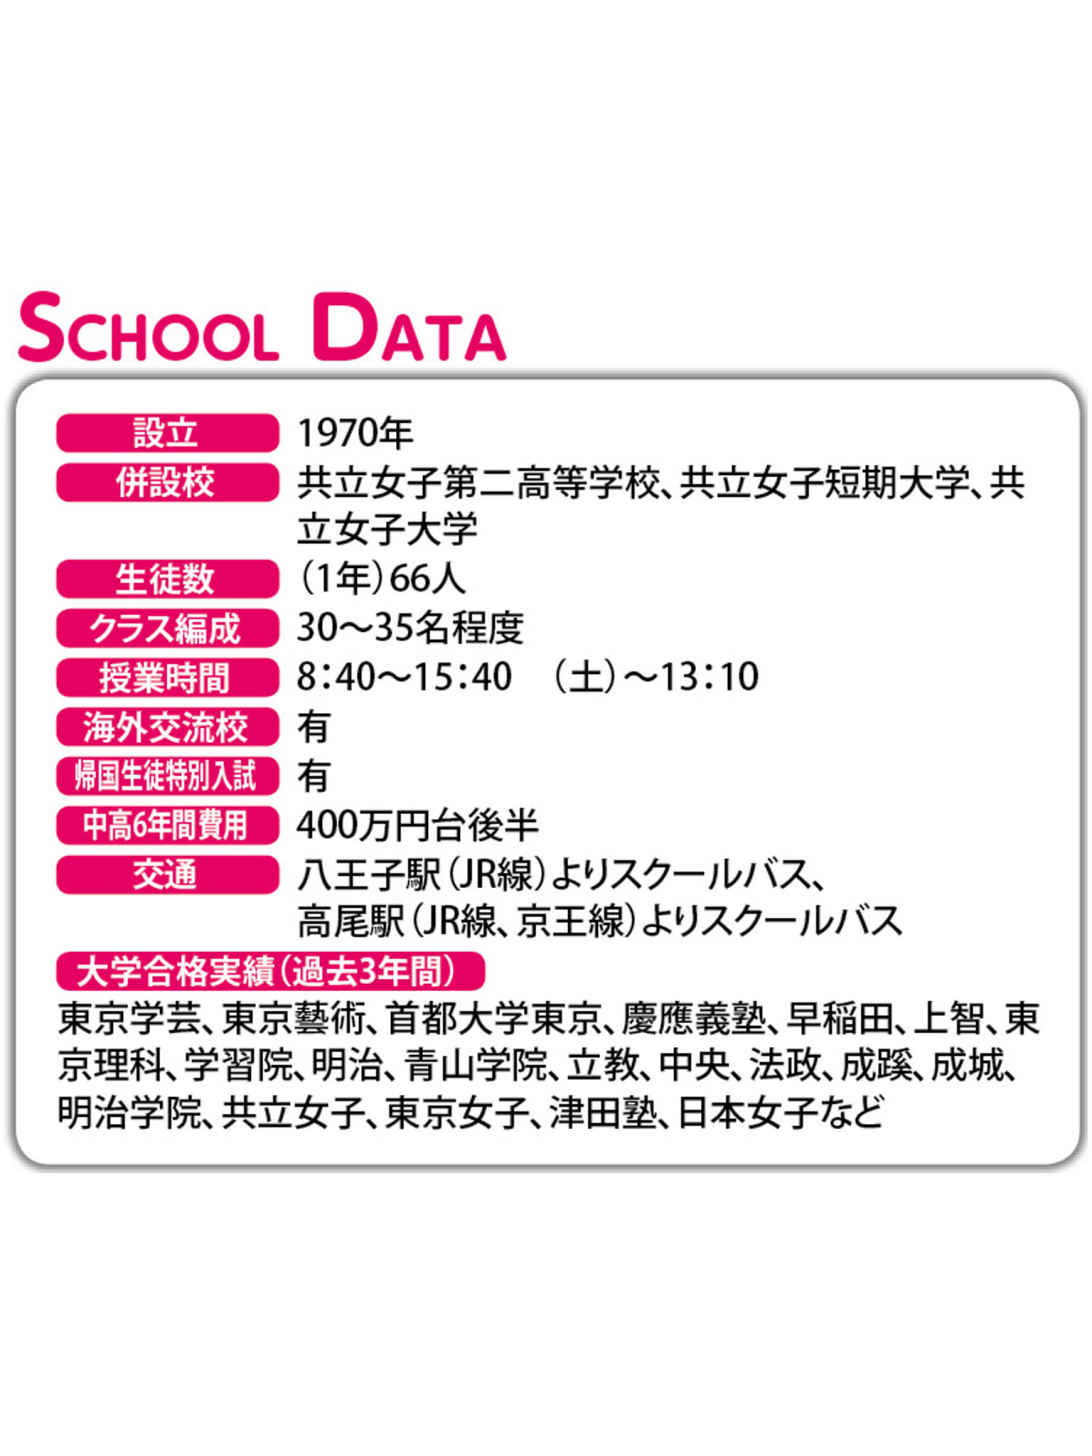 SCHOOL DATA
設立 1970年
併設校 共立女子第二高等学校、共立女子短期大学、共
立女子大学
生徒数 （1年）66人
クラス編成 30～35名程度
授業時間 8：40～15：40 （土）～13：10
海外交流校 有
帰国生徒特別入試 有
中高6年間費用 400万円台後半
交通 八王子駅（JR線）よりスクールバス、
高尾駅（JR線、京王線）よりスクールバス
大学合格実績（過去3年間）
東京学芸、東京藝術、首都大学東京、慶應義塾、早稲田、上智、東
京理科、学習院、明治、青山学院、立教、中央、法政、成蹊、成城、
明治学院、共立女子、東京女子、津田塾、日本女子など